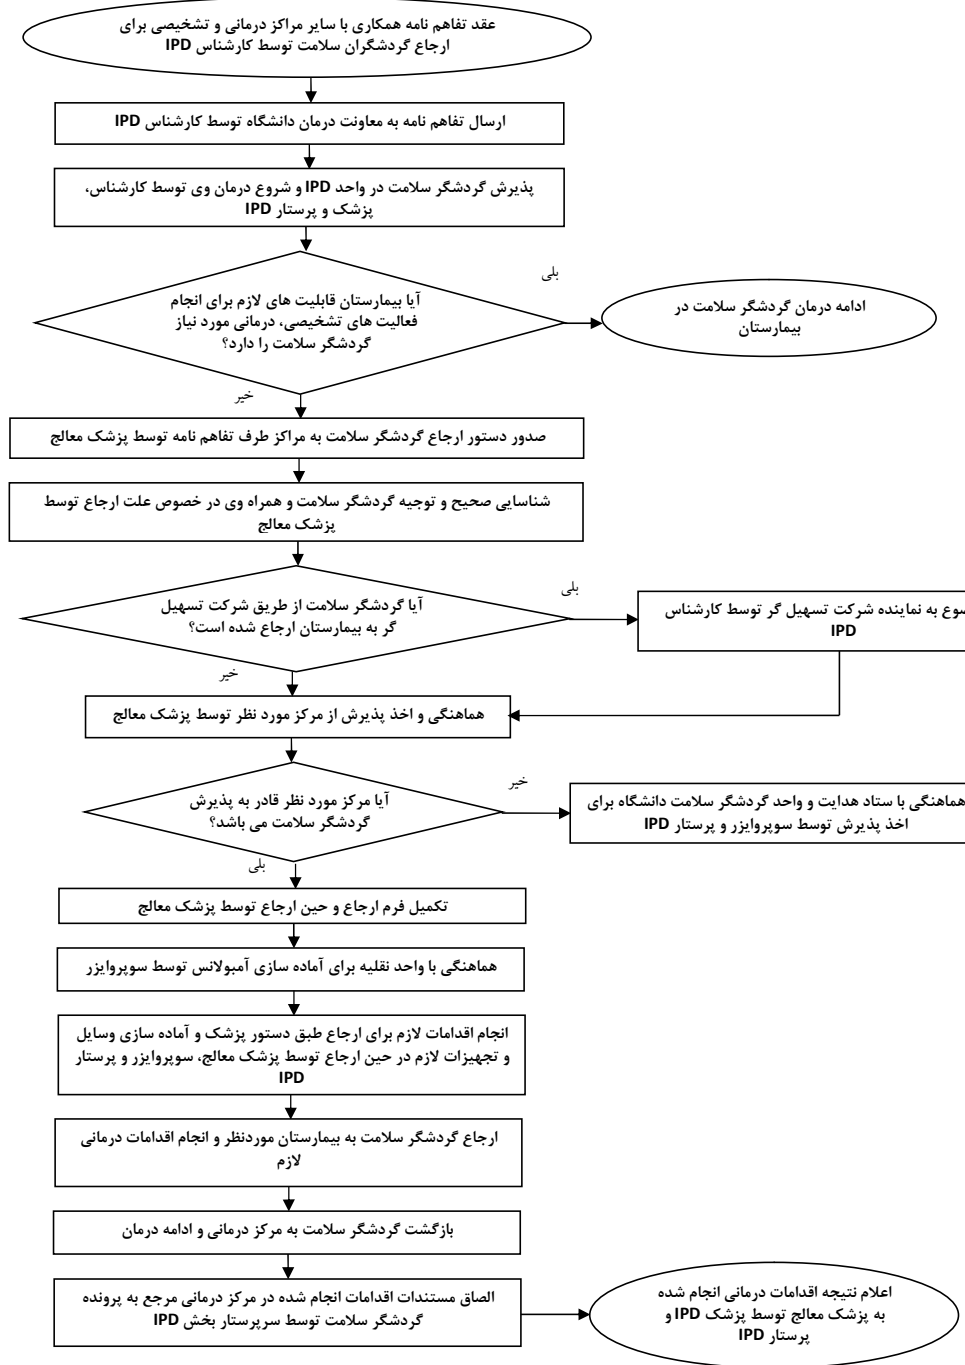 عقد تفاهم نامه همکاری با سایر مراکز درمانی و تشخیصی برای
ارجاع گردشگران سلامت توسط کارشناس IPD
ارسال تفاهم نامه به معاونت درمان دانشگاه توسط کارشناس IPD
پذیرش گردشگر سلامت در واحد IPD و شروع درمان وی توسط کارشناس،
پزشک و پرستار IPD
آیا بیمارستان قابلیت های لازم برای انجام
فعالیت های تشخیصی، درمانی مورد نیاز
گردشگر سلامت را دارد؟
بلی
ادامه درمان گردشگر سلامت در
بیمارستان
خیر
صدور دستور ارجاع گردشگر سلامت به مراکز طرف تفاهم نامه توسط پزشک معالج
شناسایی صحیح و توجیه گردشگر سلامت و همراه وی در خصوص علت ارجاع توسط
پزشک معالج
آیا گردشگر سلامت از طریق شرکت تسهیل
گر به بیمارستان ارجاع شده است؟
بلی
به نماینده شرکت تسهیل گر توسط کارشناس
IPD
خیر
هماهنگی و اخذ پذیرش از مرکز مورد نظر توسط پزشک معالج
آیا مرکز مورد نظر قادر به پذیرش
گردشگر سلامت می باشد؟
خیر
هماهنگی با ستاد هدایت و واحد گردشگر سلامت دانشگاه برای
اخذ پذیرش توسط سوپروایزر و پرستار IPD
بلی
تکمیل فرم ارجاع و حین ارجاع توسط پزشک معالج
هماهنگی با واحد نقلیه برای آماده سازی آمبولانس توسط سوپروایزر
انجام اقدامات لازم برای ارجاع طبق دستور پزشک و آماده سازی وسایل
و تجهیزات لازم در حین ارجاع توسط پزشک معالج، سوپروایزر و پرستار
IPD
ارجاع گردشگر سلامت به بیمارستان موردنظر و انجام اقدامات درمانی
لازم
بازگشت گردشگر سلامت به مرکز درمانی و ادامه درمان
الصاق مستندات اقدامات انجام شده در مرکز درمانی مرجع به پرونده
گردشگر سلامت توسط سرپرستار بخش IPD
اعلام نتیجه اقدامات درمانی انجام شده
به پزشک معالج توسط پزشک IPD و
پرستار IPD